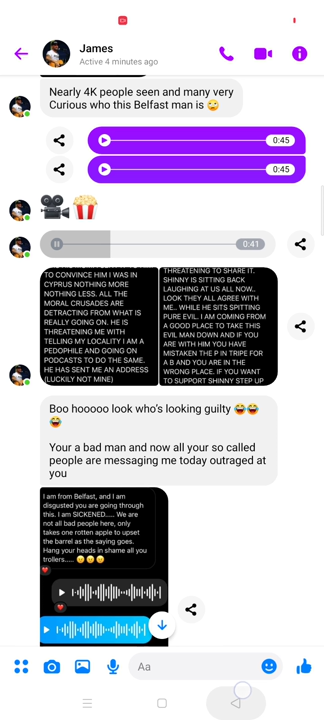 James
Active 4 minutes ago
Nearly 4K people seen and many very
Curious who this Belfast man is 🙄
0:45
0:45
🎥🍿
0:41
TO CONVINCE HIM I WAS IN
CYPRUS NOTHING MORE
NOTHING LESS. ALL THE
MORAL CRUSADES ARE
DETRACTING FROM WHAT IS
REALLY GOING ON. HE IS
THREATENING ME WITH
TELLING MY LOCALITY I AM A
PEDOPHILE AND GOING ON
PODCASTS TO DO THE SAME.
HE HAS SENT ME AN ADDRESS
(LUCKILY NOT MINE)
THREATENING TO SHARE IT.
SHINNY IS SITTING BACK
LAUGHING AT US ALL NOW..
LOOK THEY ALL AGREE WITH
ME.. WHILE HE SITS SPITTING
PURE EVIL. I AM COMING FROM
A GOOD PLACE TO TAKE THIS
EVIL MAN DOWN AND IF YOU
ARE WITH HIM YOU HAVE
MISTAKEN THE P IN TRIPE FOR
A B AND YOU ARE IN THE
WRONG PLACE. IF YOU WANT
TO SUPPORT SHINNY STEP UP
Boo hooooo look who's looking guilty 😂😂
😂
Your a bad man and now all your so called
people are messaging me today outraged at
you
I am from Belfast, and I am
disgusted you are going through
this. I am SICKENED..... We are
not all bad people here, only
takes one rotten apple to upset
the barrel as the saying goes.
Hang your heads in shame all you
trollers.....
Aa